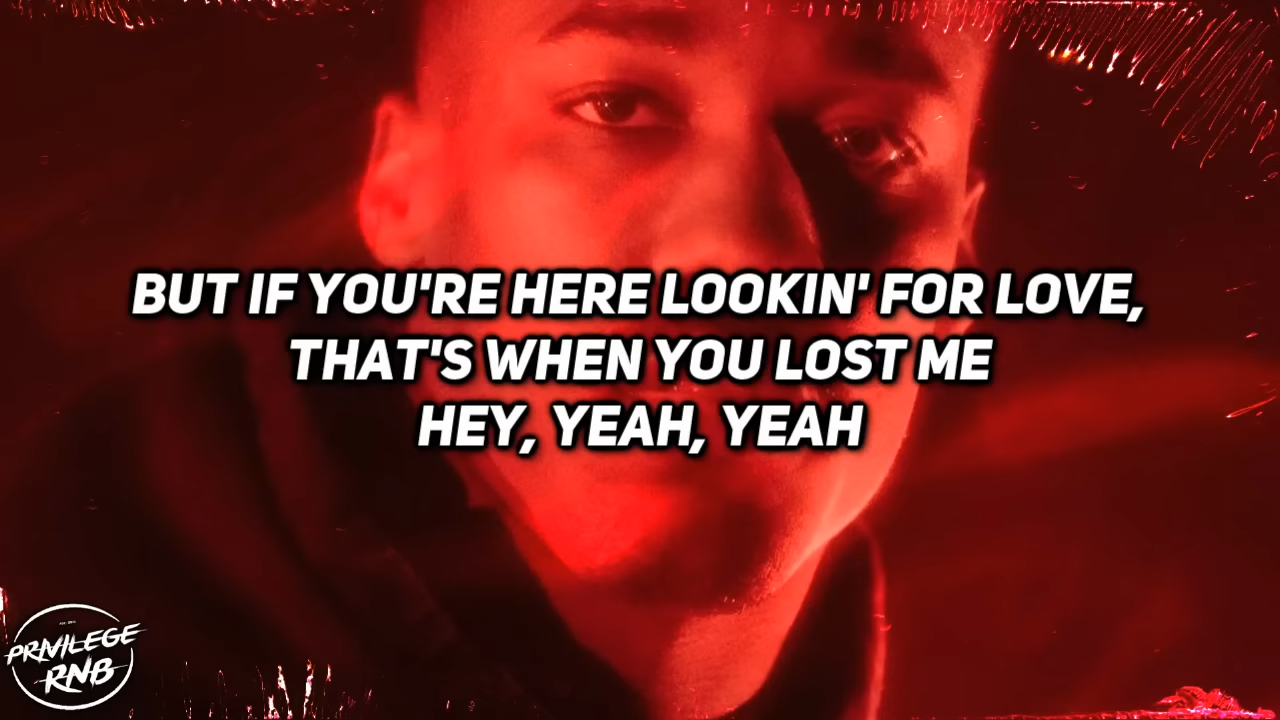 BUT IF YOU'RE HERE LOOKIN' FOR LOVE,
THAT'S WHEN YOU LOST ME
HEY, YEAH, YEAH
PRIVILEGE
RNB